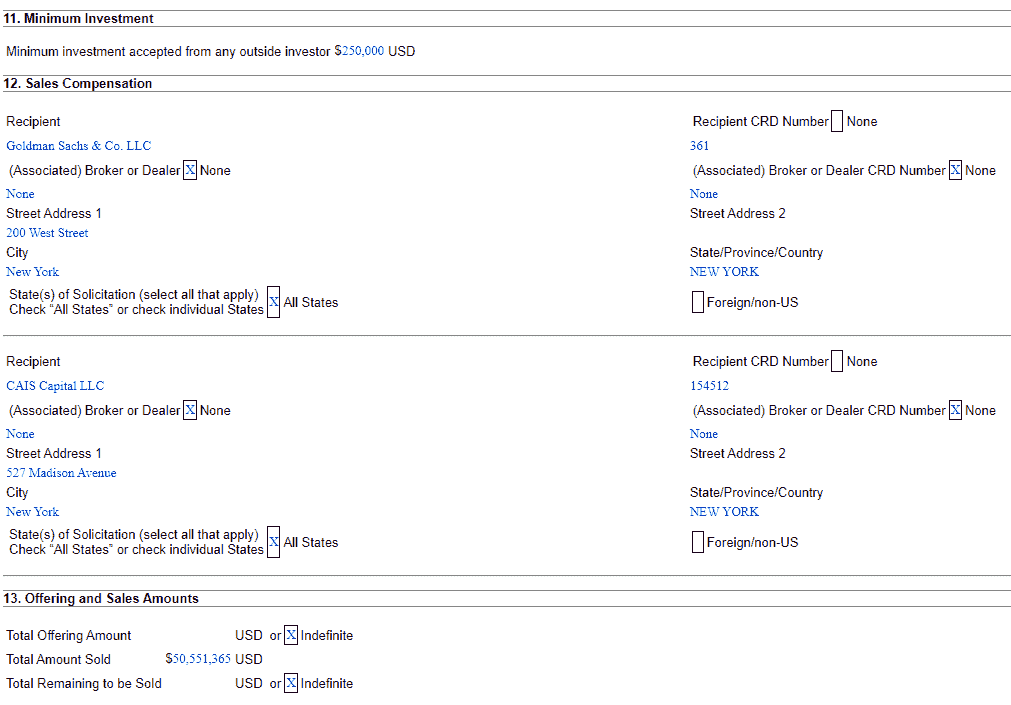 11. Minimum Investment
Minimum investment accepted from any outside investor $250,000 USD
12. Sales Compensation
Recipient Recipient CRD Number None
Goldman Sachs & Co. LLC 361
(Associated) Broker or Dealer X None (Associated) Broker or Dealer CRD Number X None
None None
Street Address 1 Street Address 2
200 West Street
City State/Province/Country
New York NEW YORK
State(s) of Solicitation (select all that apply)
Check "All States" or check individual States X All States Foreign/non-US
Recipient Recipient CRD Number None
CAIS Capital LLC 154512
(Associated) Broker or Dealer X None (Associated) Broker or Dealer CRD Number X None
None None
Street Address 1 Street Address 2
527 Madison Avenue
City State/Province/Country
New York NEW YORK
State(s) of Solicitation (select all that apply)
Check "All States" or check individual States X All States Foreign/non-US
13. Offering and Sales Amounts
Total Offering Amount USD or X Indefinite
Total Amount Sold $50,551,365 USD
Total Remaining to be Sold USD or X Indefinite